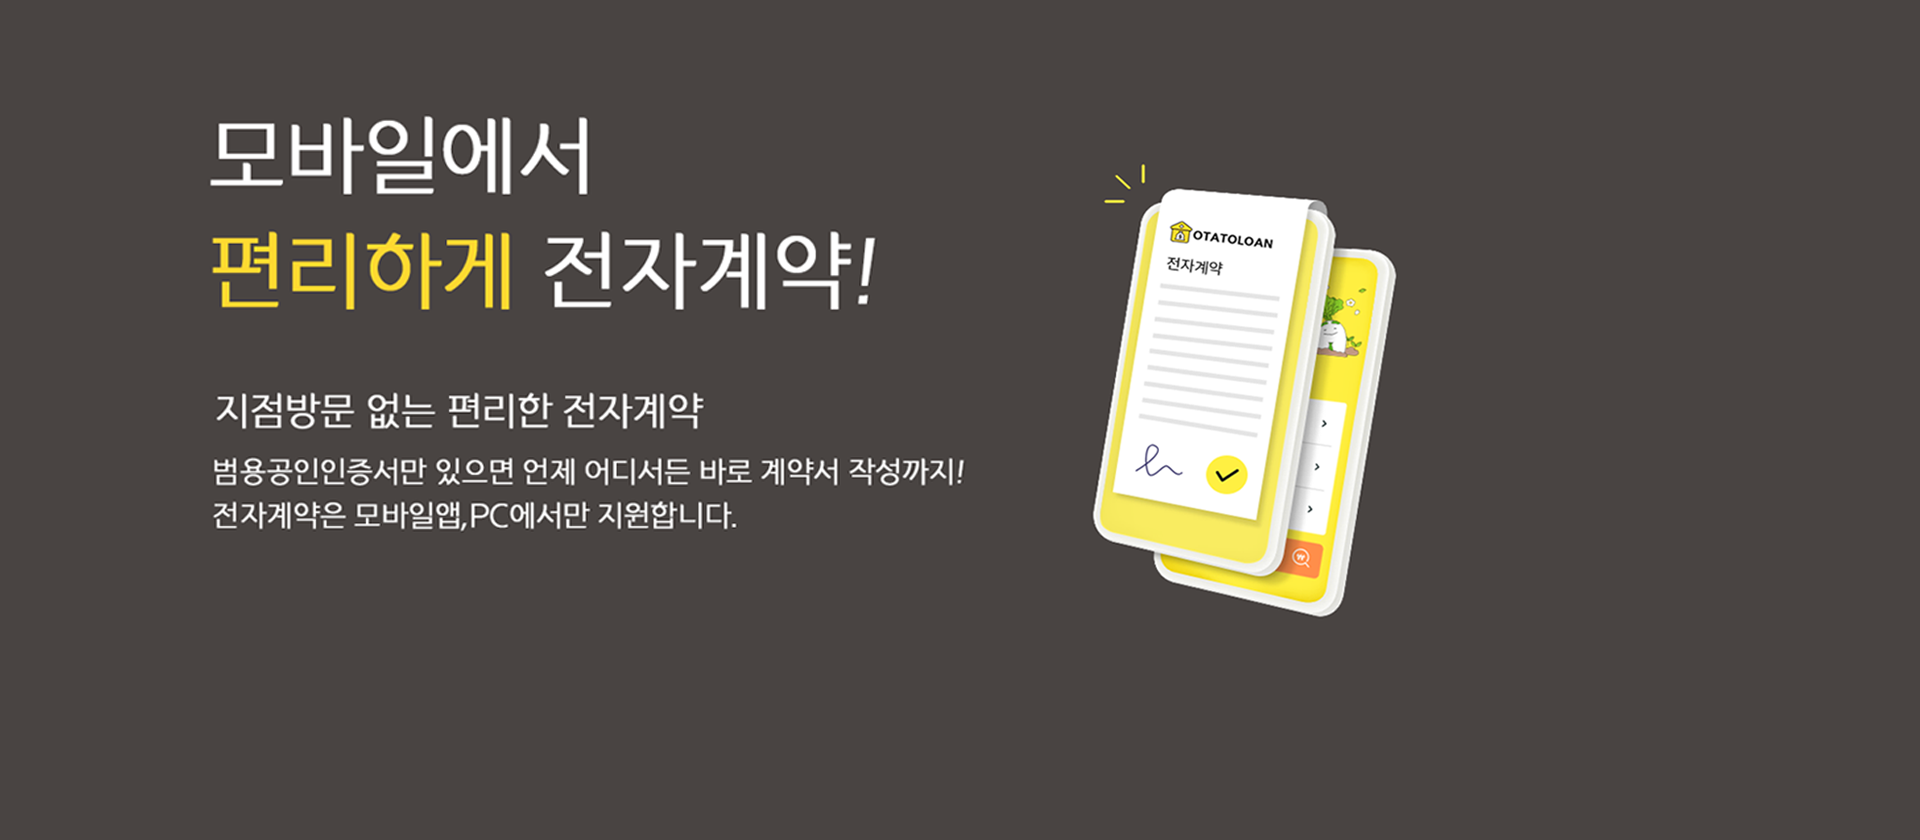 모바일에서
편리하게 전자계약!
지점방문 없는 편리한 전자계약
범용공인인증서만 있으면 언제 어디서든 바로 계약서 작성까지!
전자계약은 모바일앱,PC에서만 지원합니다.
OTATOLOAN
전자계약